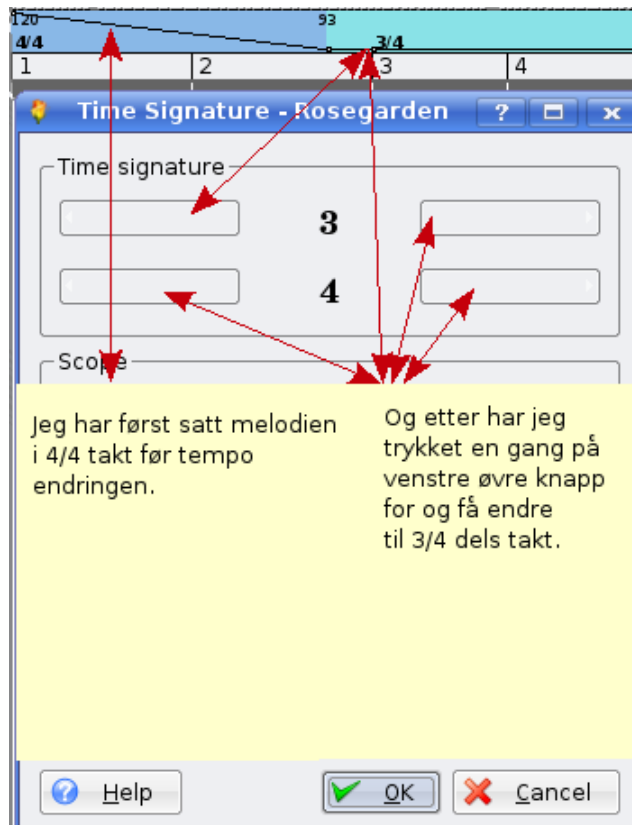 120 93
4/4 3/4
1 2 3 4
Time Signature - Rosegarden ?
Time signature
3
4
Scope
Jeg har først satt melodien
i 4/4 takt før tempo
endringen.
Og etter har jeg
trykket en gang på
venstre øvre knapp
for og få endre
til 3/4 dels takt.
Help OK Cancel